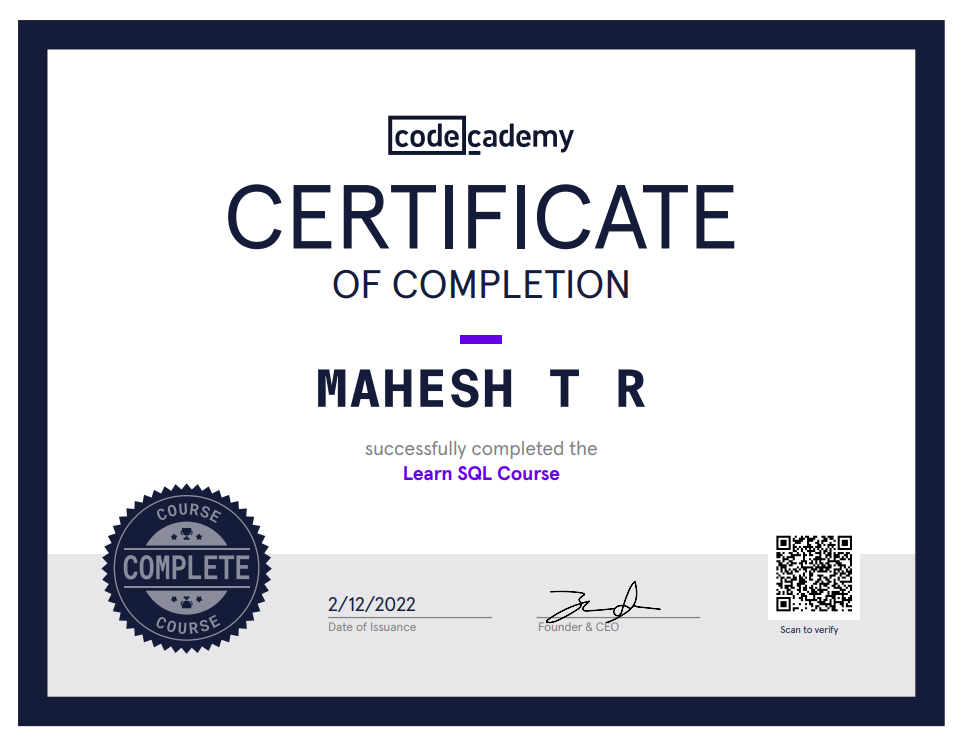 codecademy
CERTIFICATE
OF COMPLETION
MAHESH T R
successfully completed the
Learn SQL Course
COURSE
COMPLETE
COURSE
2/12/2022
Date of Issuance
Founder & CEO
Scan to verify